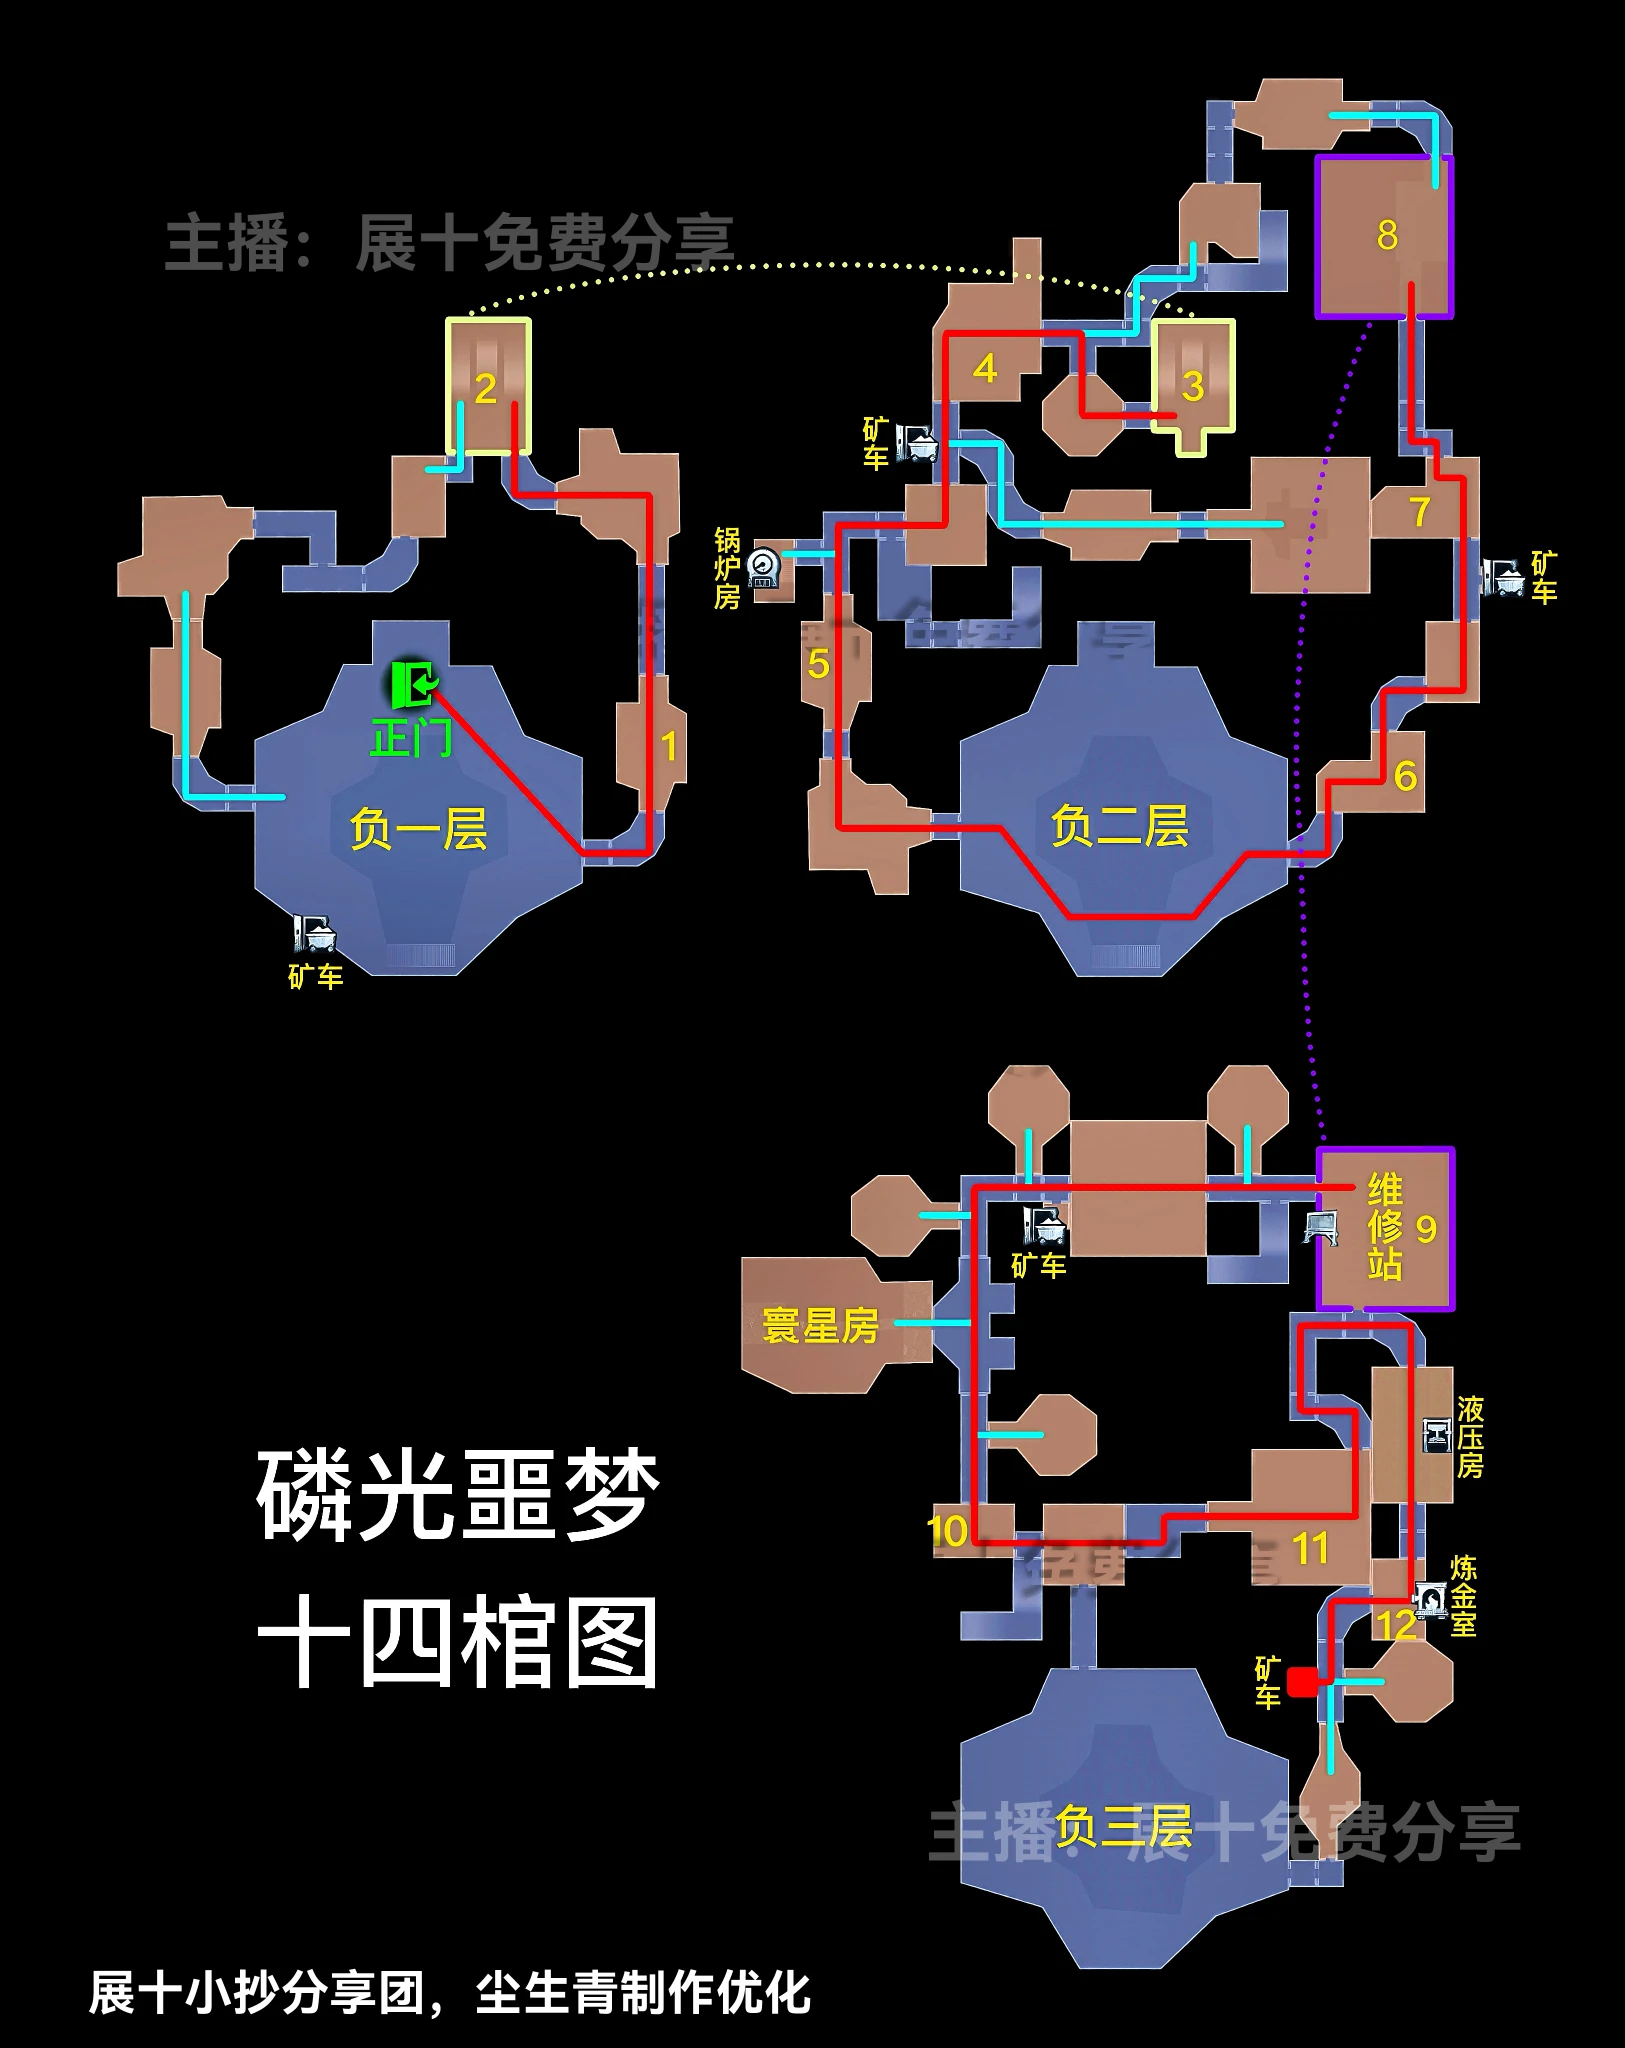 主播：展十免费分享
8
2
4
3
矿车
7
锅炉房
矿车
5
正门
1
6
负一层
负二层
矿车
维修站
9
矿车
寰星房
液压房
磷光噩梦
10
11
炼金室
12
十四棺图
矿车
负三层
主播：展十免费分享
展十小抄分享团，尘生青制作优化